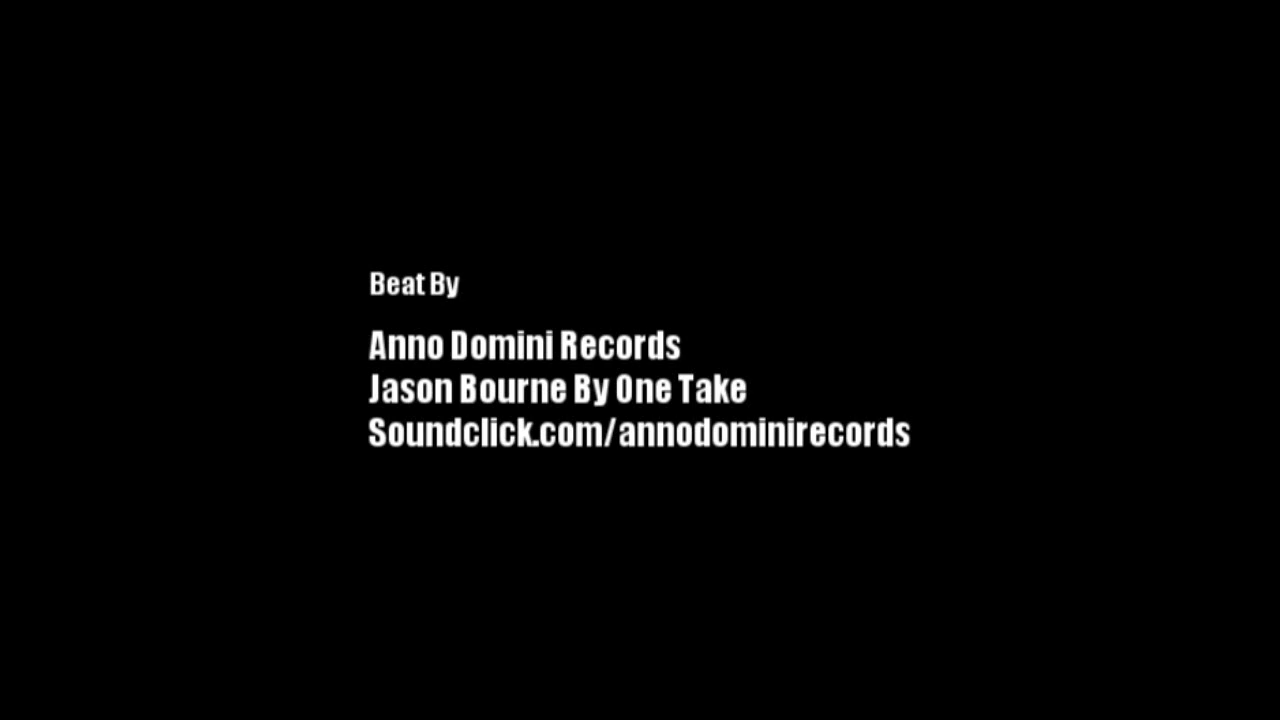 Beat By
Anno Domini Records
Jason Bourne By One Take
Soundclick.com/annodominirecords